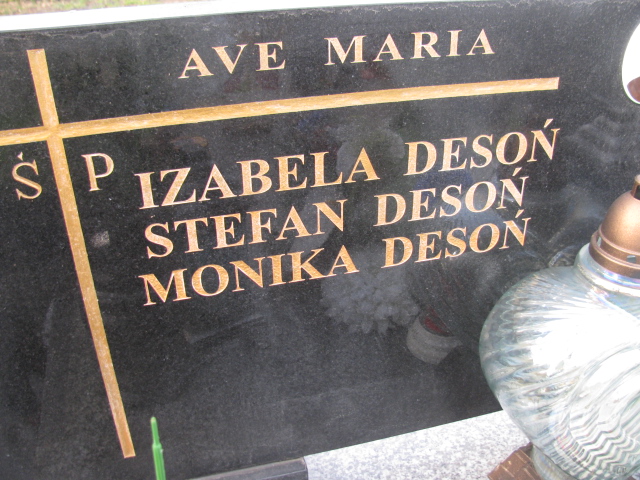 AVE MARIA
Ś P
IZABELA DESOŃ
STEFAN DESOŃ
MONIKA DESOŃ